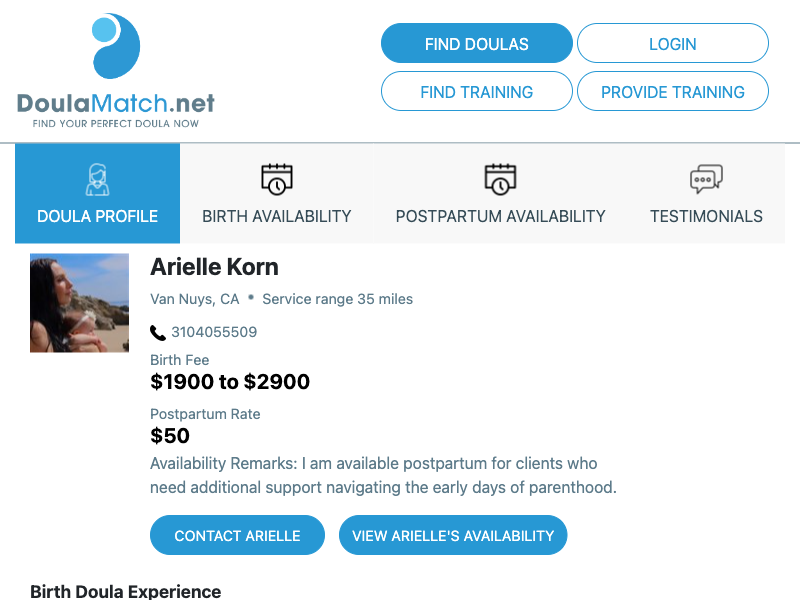 FIND DOULAS
LOGIN
FIND TRAINING
PROVIDE TRAINING
DoulaMatch.net
FIND YOUR PERFECT DOULA NOW
DOULA PROFILE
BIRTH AVAILABILITY
POSTPARTUM AVAILABILITY
TESTIMONIALS
Arielle Korn
Van Nuys, CA • Service range 35 miles
3104055509
Birth Fee
$1900 to $2900
Postpartum Rate
$50
Availability Remarks: I am available postpartum for clients who
need additional support navigating the early days of parenthood.
CONTACT ARIELLE
VIEW ARIELLE'S AVAILABILITY
Birth Doula Experience